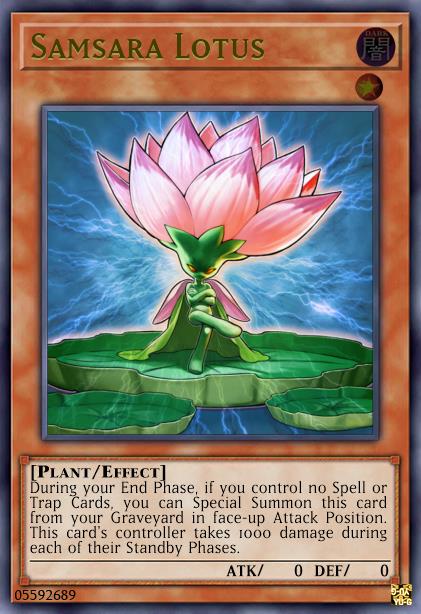 Samsara Lotus
DARK
闇
[Plant/Effect]
During your End Phase, if you control no Spell or
Trap Cards, you can Special Summon this card
from your Graveyard in face-up Attack Position.
This card's controller takes 1000 damage during
each of their Standby Phases.
ATK/ 0 DEF/ 0
05592689